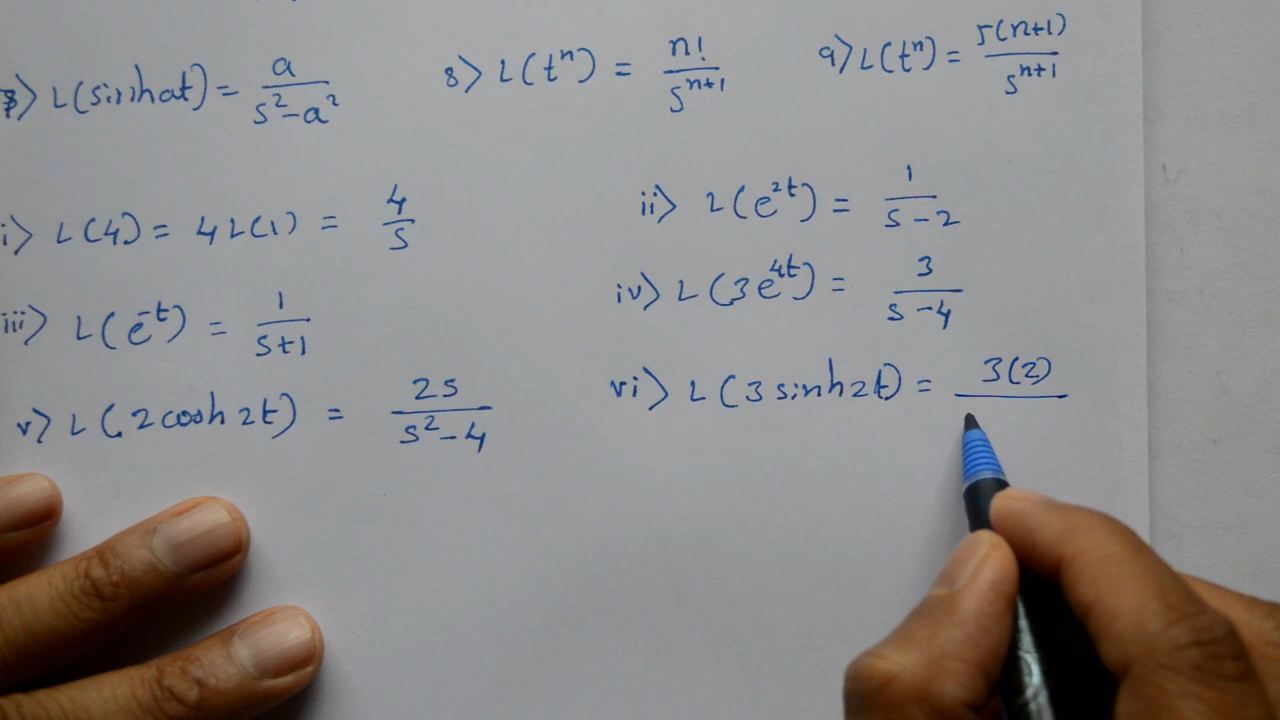 7> L(sinhat) = a/(s²-a²) 8> L(tⁿ) = n!/sⁿ⁺¹ 9> L(tⁿ) = Γ(n+1)/sⁿ⁺¹
i> L(4) = 4L(1) = 4/s ii> L(e²ᵗ) = 1/(s-2)
iii> L(e⁻ᵗ) = 1/(s+1) iv> L(3e⁴ᵗ) = 3/(s-4)
v> L(2cosh2t) = 2s/(s²-4) vi> L(3sinh2t) = 3(2)/